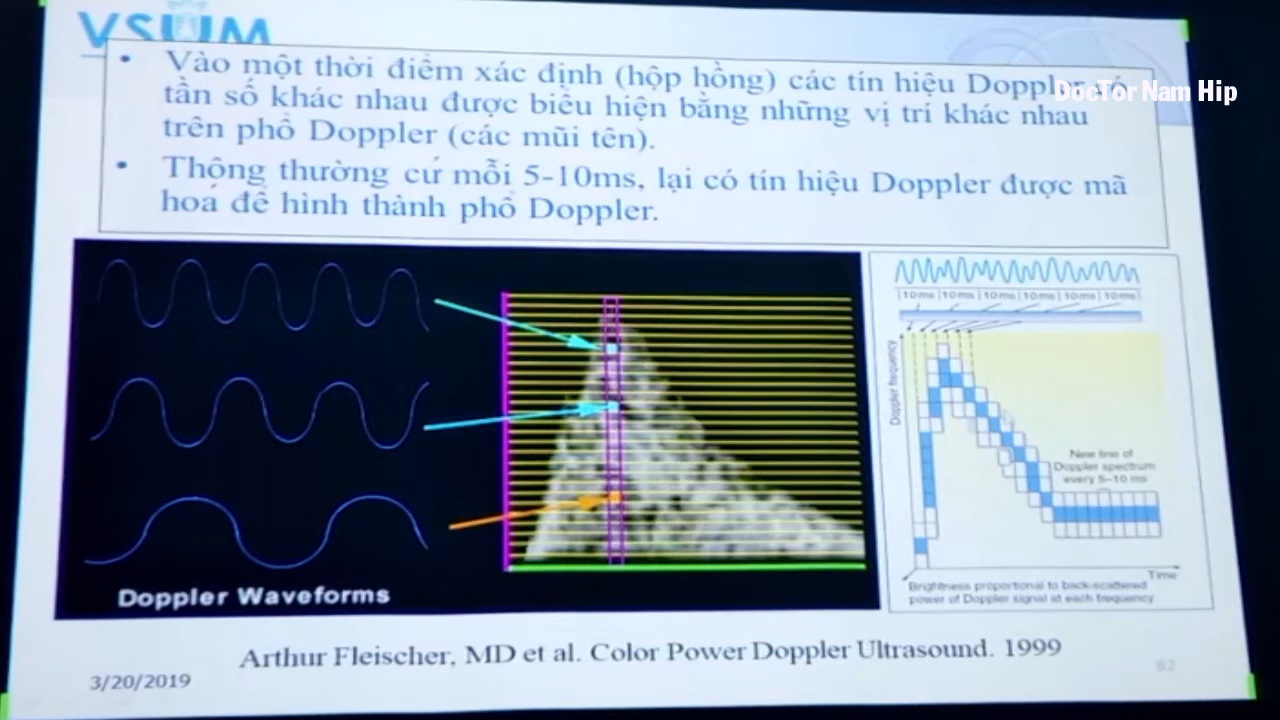 VSUM
• Vào một thời điểm xác định (hộp hồng) các tín hiệu Doppler có
DocTor Nam Hip
tần số khác nhau được biểu hiện bằng những vị trí khác nhau
trên phổ Doppler (các mũi tên).
• Thông thường cứ mỗi 5-10ms, lại có tín hiệu Doppler được mã
hoá để hình thành phổ Doppler.
10 ms 10 ms 10 ms 10 ms 10 ms 10 ms
Doppler frequency
New line of
Doppler spectrum
every 5–10 ms
Time
Brightness proportional to back-scattered
power of Doppler signal at each frequency
Doppler Waveforms
Arthur Fleischer, MD et al. Color Power Doppler Ultrasound. 1999
3/20/2019
82